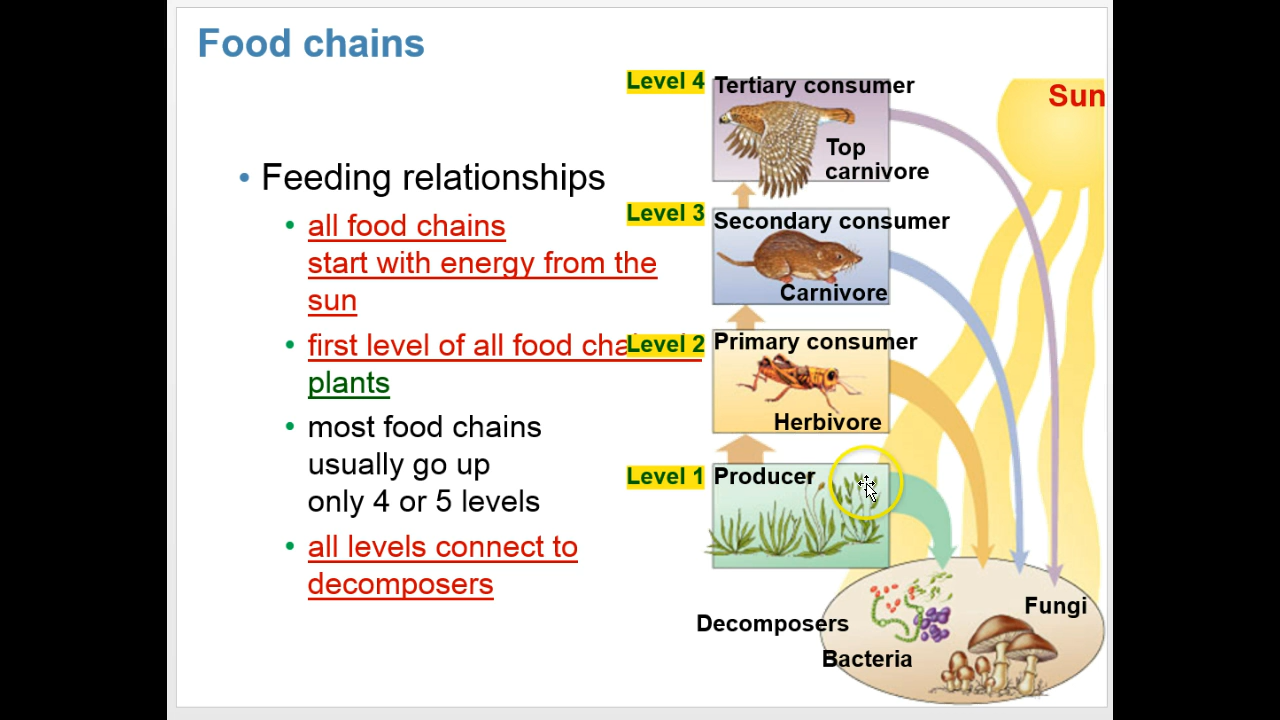 Food chains
Feeding relationships
all food chains
start with energy from the
sun
first level of all food cha
plants
most food chains
usually go up
only 4 or 5 levels
all levels connect to
decomposers
Level 4
Tertiary consumer
Top
carnivore
Sun
Level 3
Secondary consumer
Carnivore
Level 2
Primary consumer
Herbivore
Level 1
Producer
Decomposers
Bacteria
Fungi